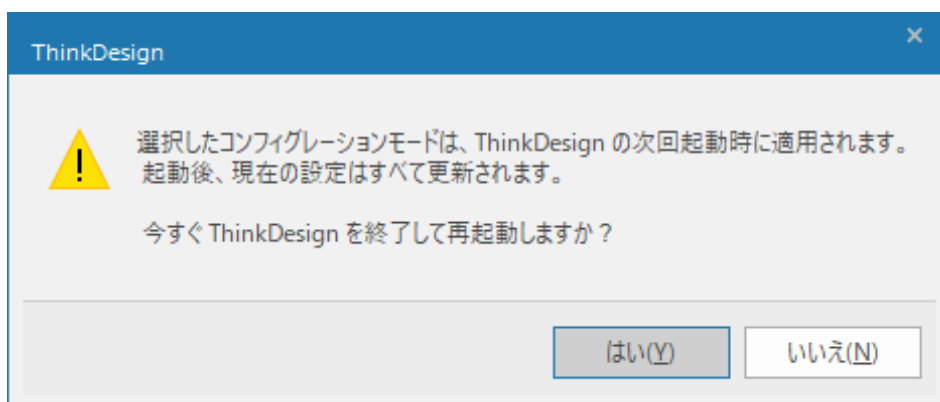 ThinkDesign
選択したコンフィグレーションモードは、ThinkDesign の次回起動時に適用されます。
起動後、現在の設定はすべて更新されます。
今すぐ ThinkDesign を終了して再起動しますか？
はい(Y)
いいえ(N)